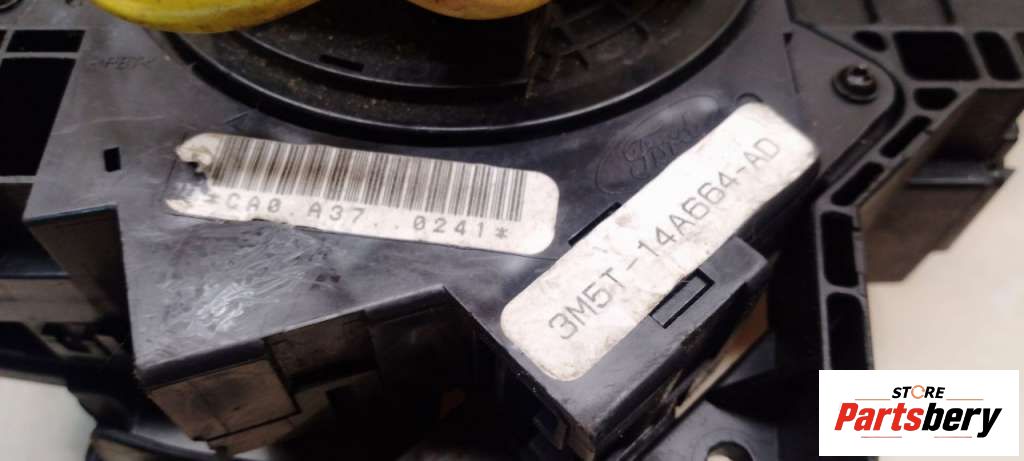 Ford
*CA0 A37 0241*
3M5T-14A664-AD
STORE
Partsbery